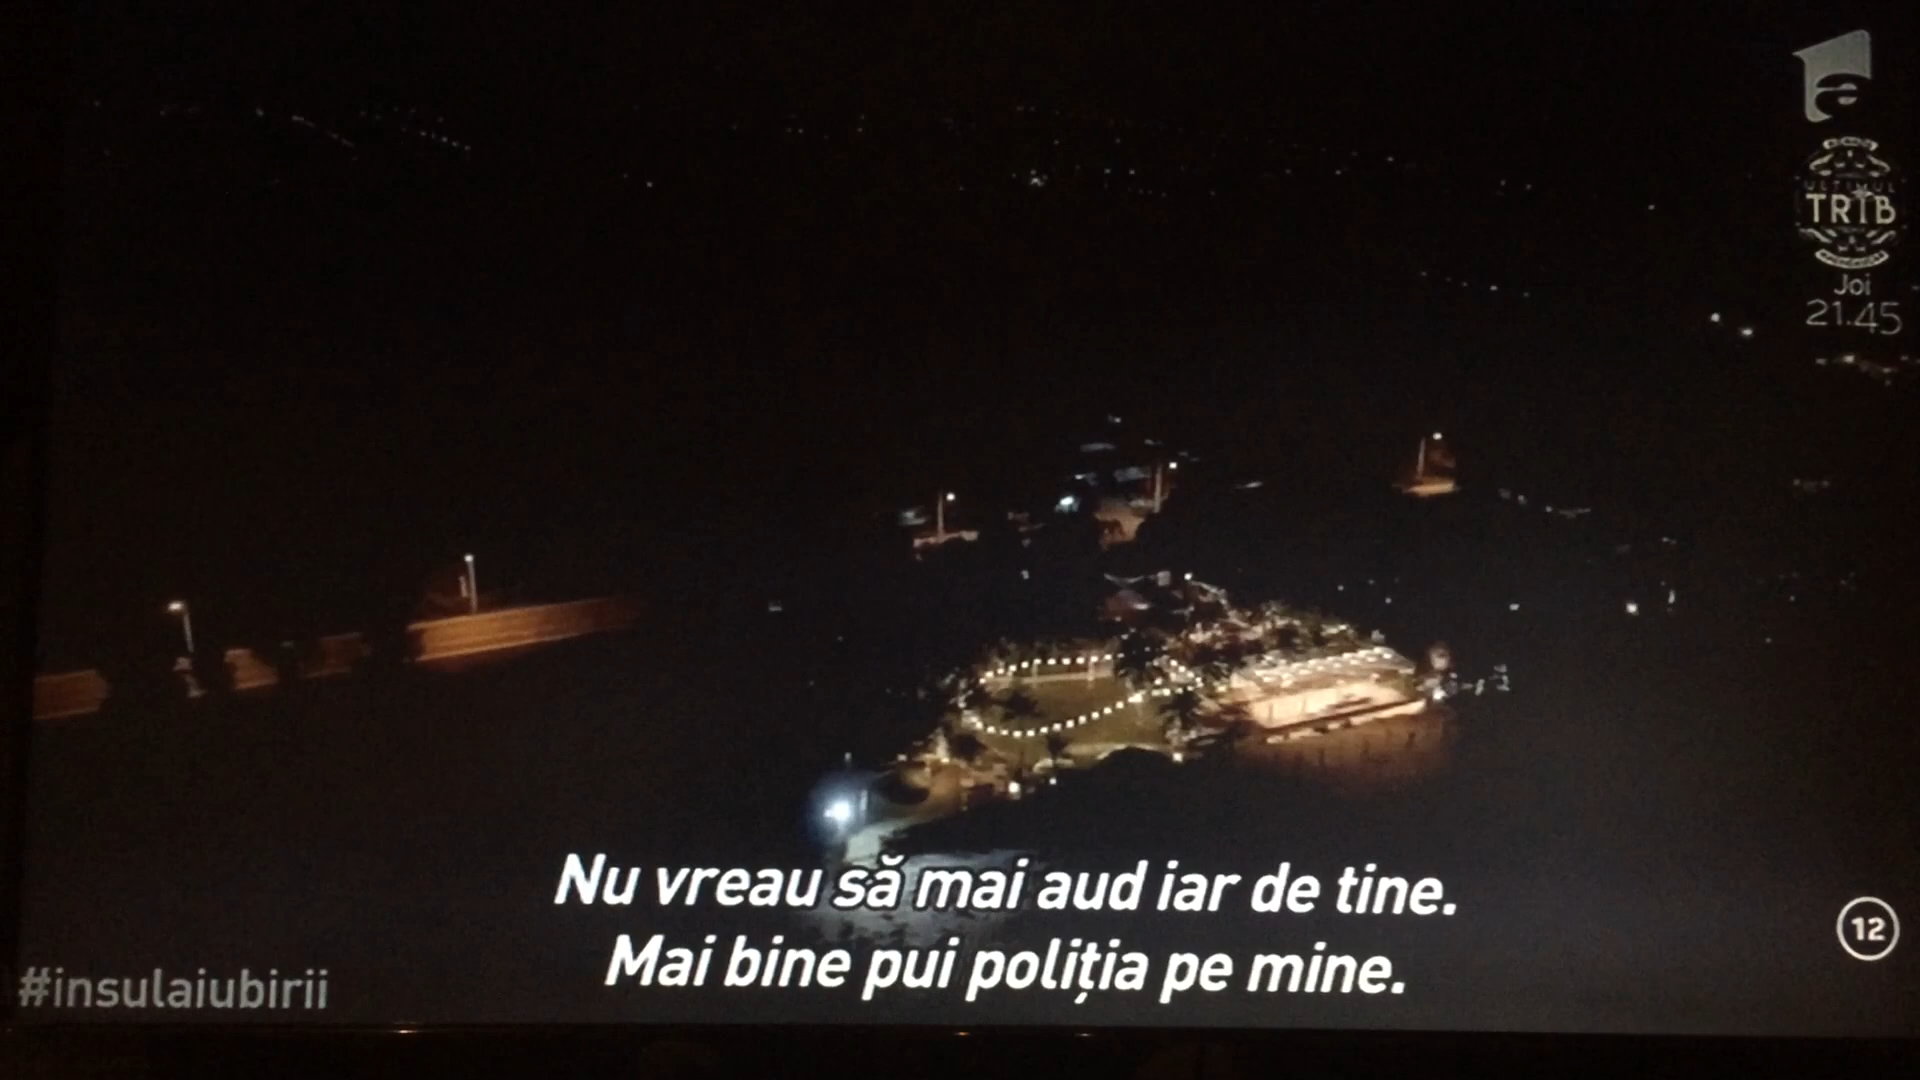 ULTIMUL
TRIB
Joi
21.45
Nu vreau să mai aud iar de tine.
Mai bine pui poliția pe mine.
12
#insulaiubirii